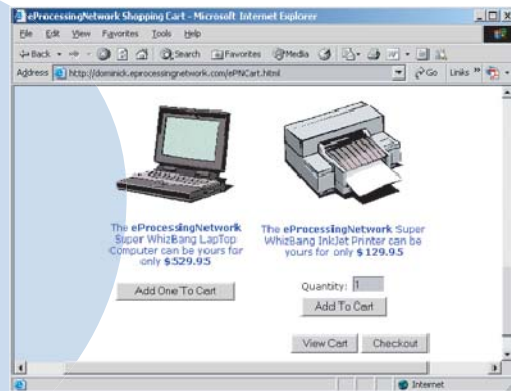 eProcessingNetwork Shopping Cart - Microsoft Internet Explorer
File Edit View Favorites Tools Help
Back Search Favorites Media
Address http://dominick.eprocessingnetwork.com/ePNCart.html Go Links »
The eProcessingNetwork
Super WhizBang LapTop
Computer can be yours for
only $529.95
Add One To Cart
The eProcessingNetwork Super
WhizBang InkJet Printer can be
yours for only $129.95
Quantity: 1
Add To Cart
View Cart Checkout
Internet